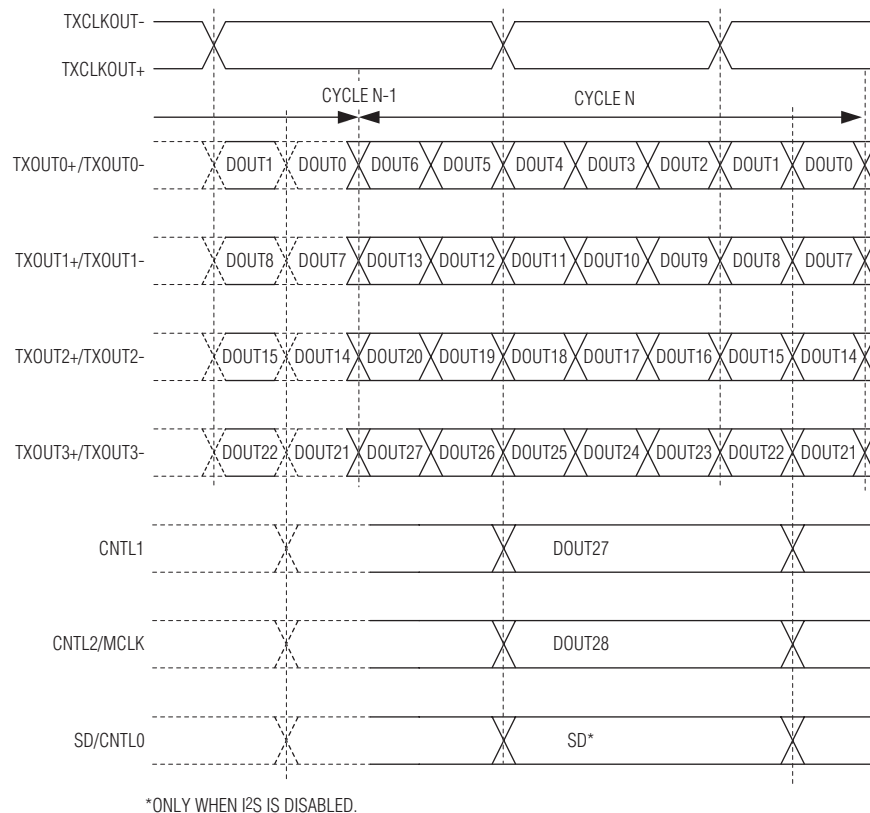 TXCLKOUT-
TXCLKOUT+
CYCLE N-1 CYCLE N
TXOUT0+/TXOUT0- DOUT1 DOUT0 DOUT6 DOUT5 DOUT4 DOUT3 DOUT2 DOUT1 DOUT0
TXOUT1+/TXOUT1- DOUT8 DOUT7 DOUT13 DOUT12 DOUT11 DOUT10 DOUT9 DOUT8 DOUT7
TXOUT2+/TXOUT2- DOUT15 DOUT14 DOUT20 DOUT19 DOUT18 DOUT17 DOUT16 DOUT15 DOUT14
TXOUT3+/TXOUT3- DOUT22 DOUT21 DOUT27 DOUT26 DOUT25 DOUT24 DOUT23 DOUT22 DOUT21
CNTL1 DOUT27
CNTL2/MCLK DOUT28
SD/CNTL0 SD*
*ONLY WHEN I2S IS DISABLED.